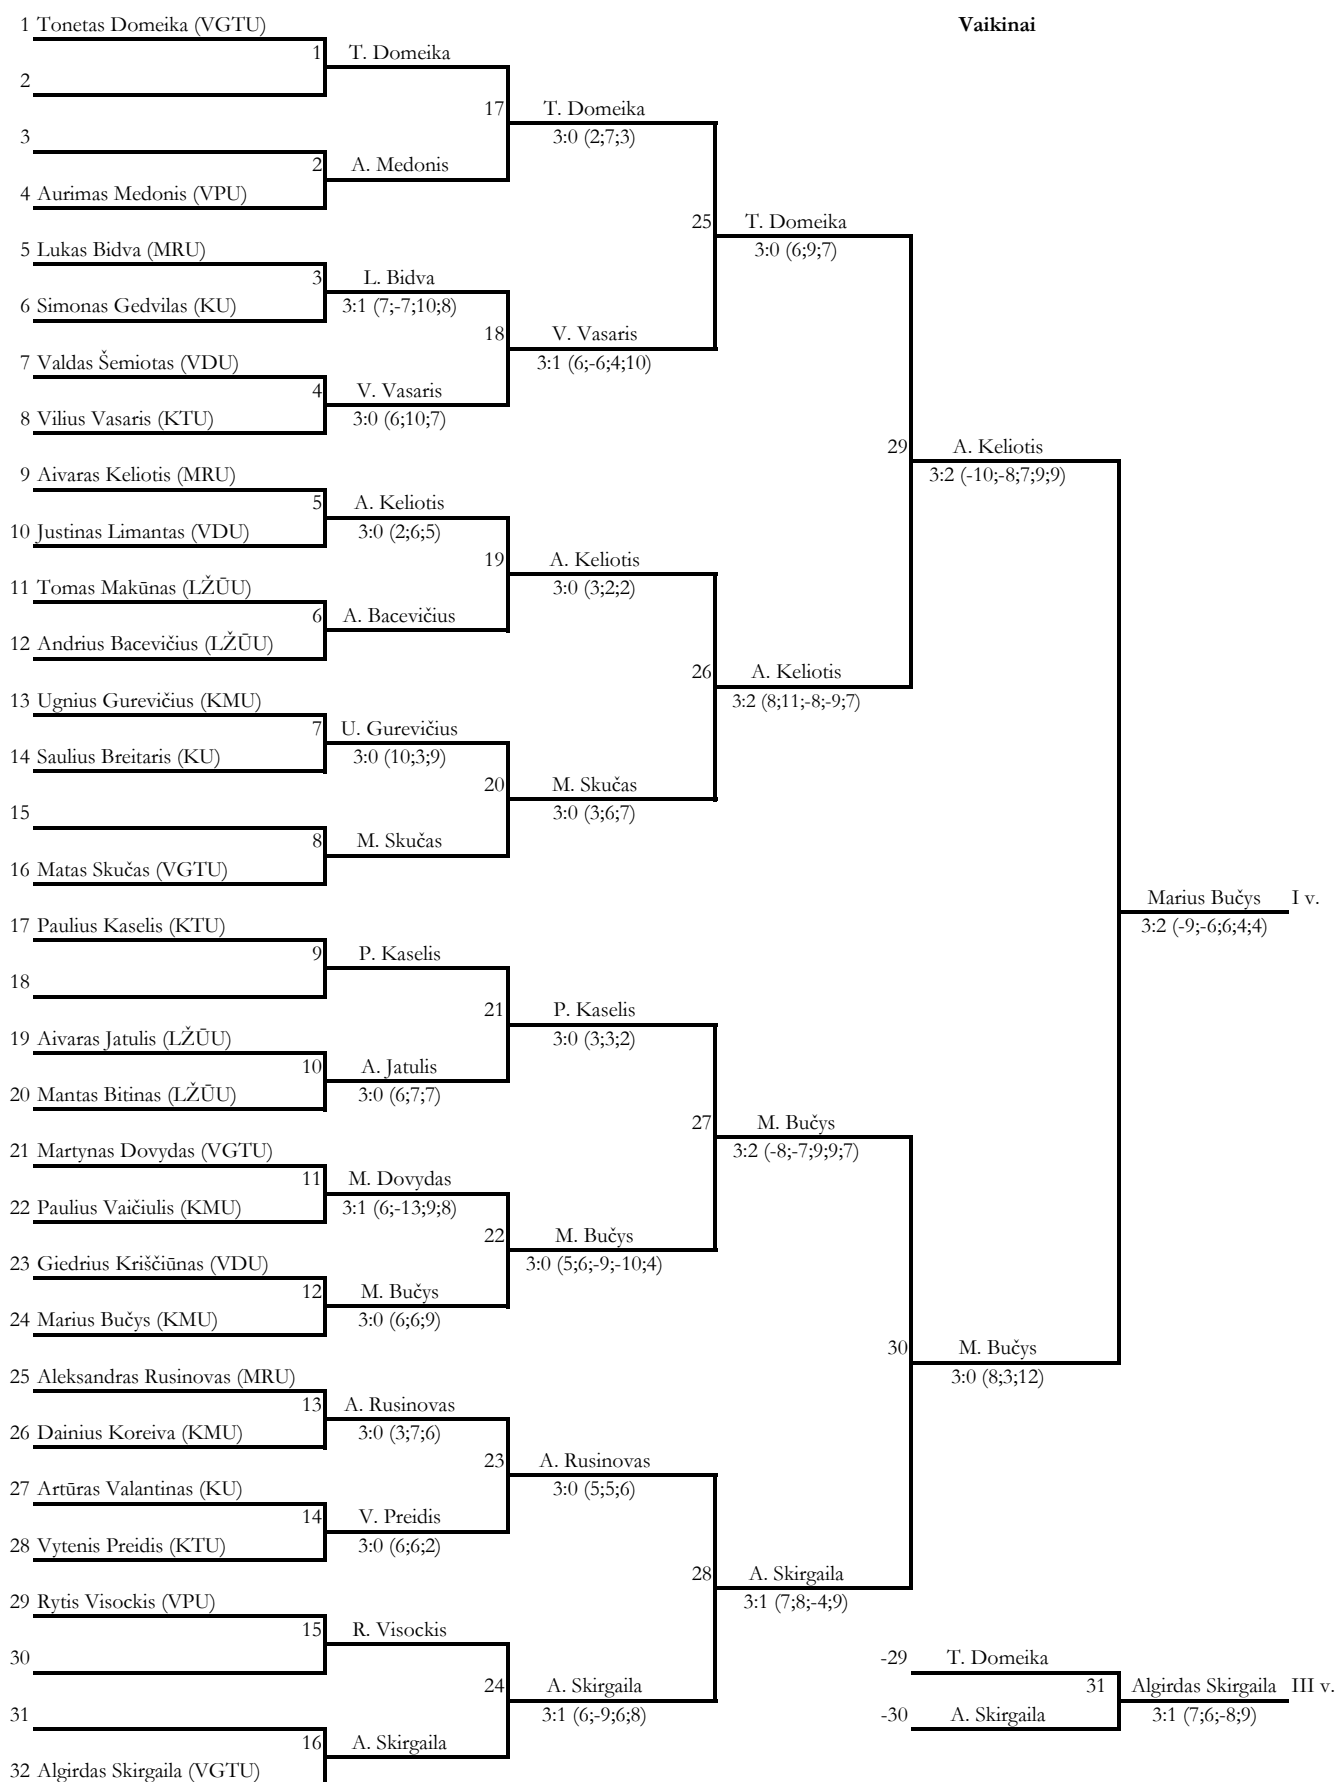 Vaikinai
1 Tonetas Domeika (VGTU)
1 T. Domeika
2
17 T. Domeika
3:0 (2;7;3)
3
2 A. Medonis
4 Aurimas Medonis (VPU)
25 T. Domeika
3:0 (6;9;7)
5 Lukas Bidva (MRU)
3 L. Bidva
6 Simonas Gedvilas (KU)
3:1 (7;-7;10;8)
18 V. Vasaris
3:1 (6;-6;4;10)
7 Valdas Šemiotas (VDU)
4 V. Vasaris
8 Vilius Vasaris (KTU)
3:0 (6;10;7)
29 A. Keliotis
3:2 (-10;-8;7;9;9)
9 Aivaras Keliotis (MRU)
5 A. Keliotis
10 Justinas Limantas (VDU)
3:0 (2;6;5)
19 A. Keliotis
3:0 (3;2;2)
11 Tomas Makūnas (LŽŪU)
6 A. Bacevičius
12 Andrius Bacevičius (LŽŪU)
26 A. Keliotis
3:2 (8;11;-8;-9;7)
13 Ugnius Gurevičius (KMU)
7 U. Gurevičius
14 Saulius Breitaris (KU)
3:0 (10;3;9)
20 M. Skučas
3:0 (3;6;7)
15
8 M. Skučas
16 Matas Skučas (VGTU)
Marius Bučys I v.
3:2 (-9;-6;6;4;4)
17 Paulius Kaselis (KTU)
9 P. Kaselis
18
21 P. Kaselis
3:0 (3;3;2)
19 Aivaras Jatulis (LŽŪU)
10 A. Jatulis
20 Mantas Bitinas (LŽŪU)
3:0 (6;7;7)
27 M. Bučys
3:2 (-8;-7;9;9;7)
21 Martynas Dovydas (VGTU)
11 M. Dovydas
22 Paulius Vaičiulis (KMU)
3:1 (6;-13;9;8)
22 M. Bučys
3:0 (5;6;-9;-10;4)
23 Giedrius Kriščiūnas (VDU)
12 M. Bučys
24 Marius Bučys (KMU)
3:0 (6;6;9)
30 M. Bučys
3:0 (8;3;12)
25 Aleksandras Rusinovas (MRU)
13 A. Rusinovas
26 Dainius Koreiva (KMU)
3:0 (3;7;6)
23 A. Rusinovas
3:0 (5;5;6)
27 Artūras Valantinas (KU)
14 V. Preidis
28 Vytenis Preidis (KTU)
3:0 (6;6;2)
28 A. Skirgaila
3:1 (7;8;-4;9)
29 Rytis Visockis (VPU)
15 R. Visockis
30
24 A. Skirgaila
3:1 (6;-9;6;8)
31
16 A. Skirgaila
32 Algirdas Skirgaila (VGTU)
-29 T. Domeika
31 Algirdas Skirgaila III v.
-30 A. Skirgaila
3:1 (7;6;-8;9)